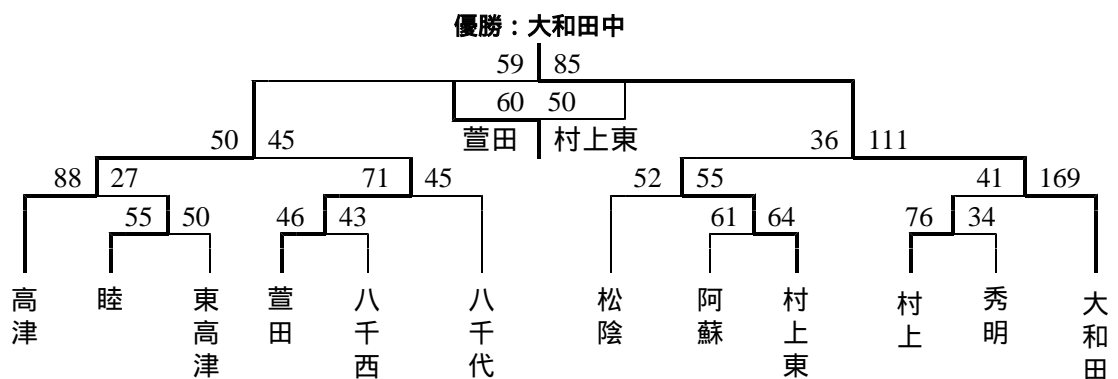 優勝：大和田中
59 85
60 50
萱田 村上東
50 45 36 111
88 27 71 45 52 55 41 169
55 50 46 43 61 64 76 34
高津 睦 東高津 萱田 八千西 八千代 松陰 阿蘇 村上東 村上 秀明 大和田